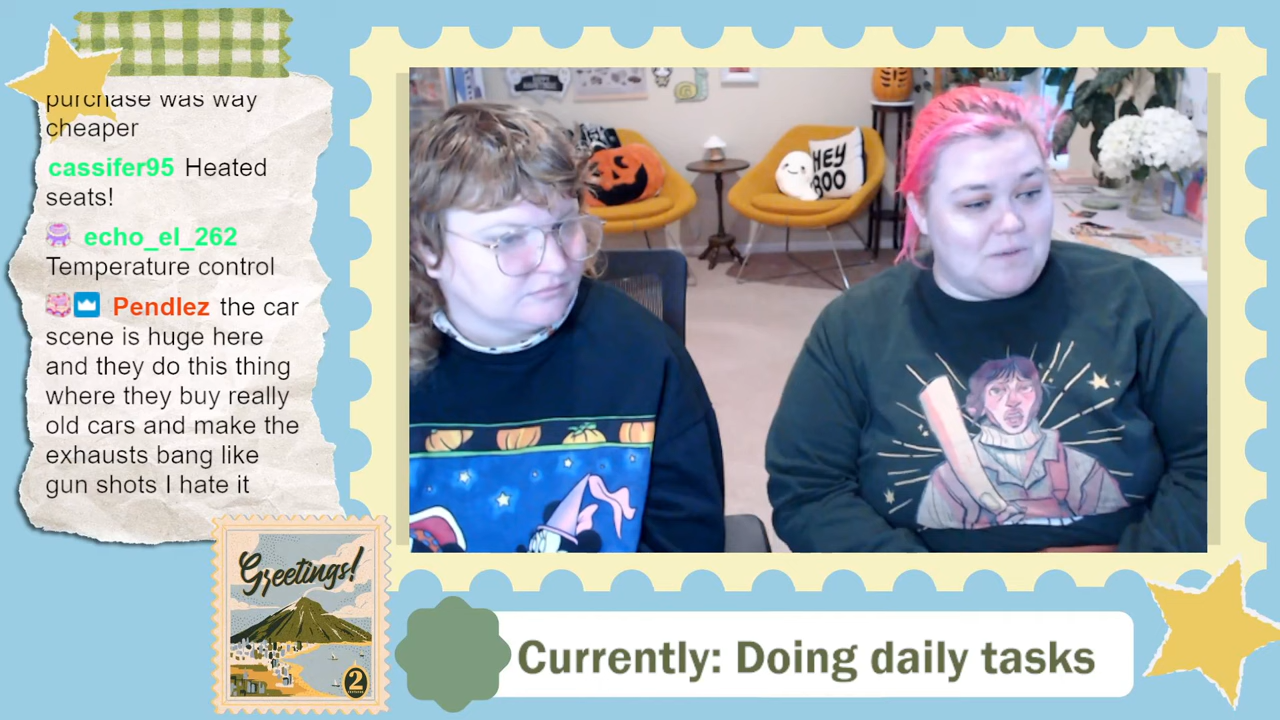 purchase was way
cheaper
cassifer95 Heated
seats!
echo_el_262
Temperature control
Pendlez the car
scene is huge here
and they do this thing
where they buy really
old cars and make the
exhausts bang like
gun shots I hate it
HEY
BOO
Greetings!
2
Currently: Doing daily tasks